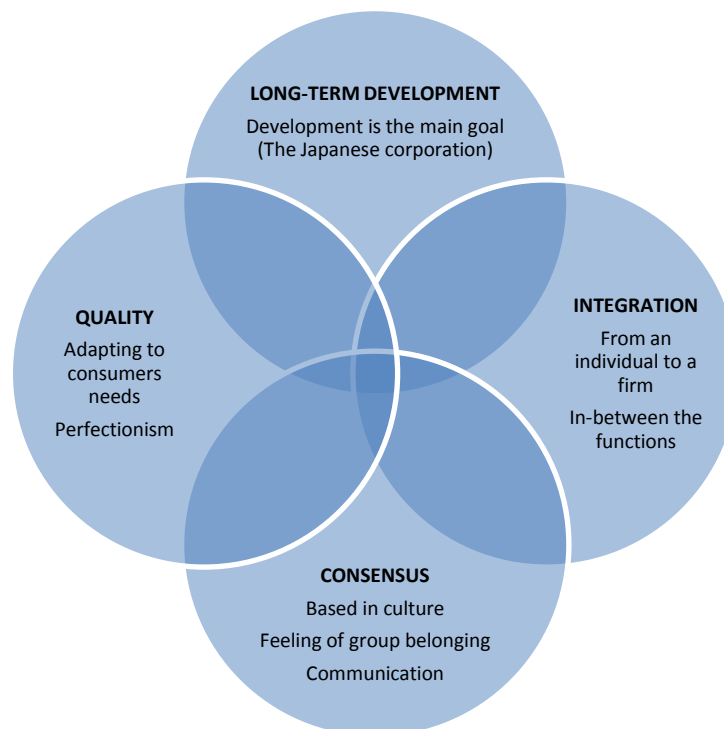 LONG-TERM DEVELOPMENT
Development is the main goal
(The Japanese corporation)
QUALITY
Adapting to
consumers
needs
Perfectionism
INTEGRATION
From an
individual to a
firm
In-between the
functions
CONSENSUS
Based in culture
Feeling of group belonging
Communication